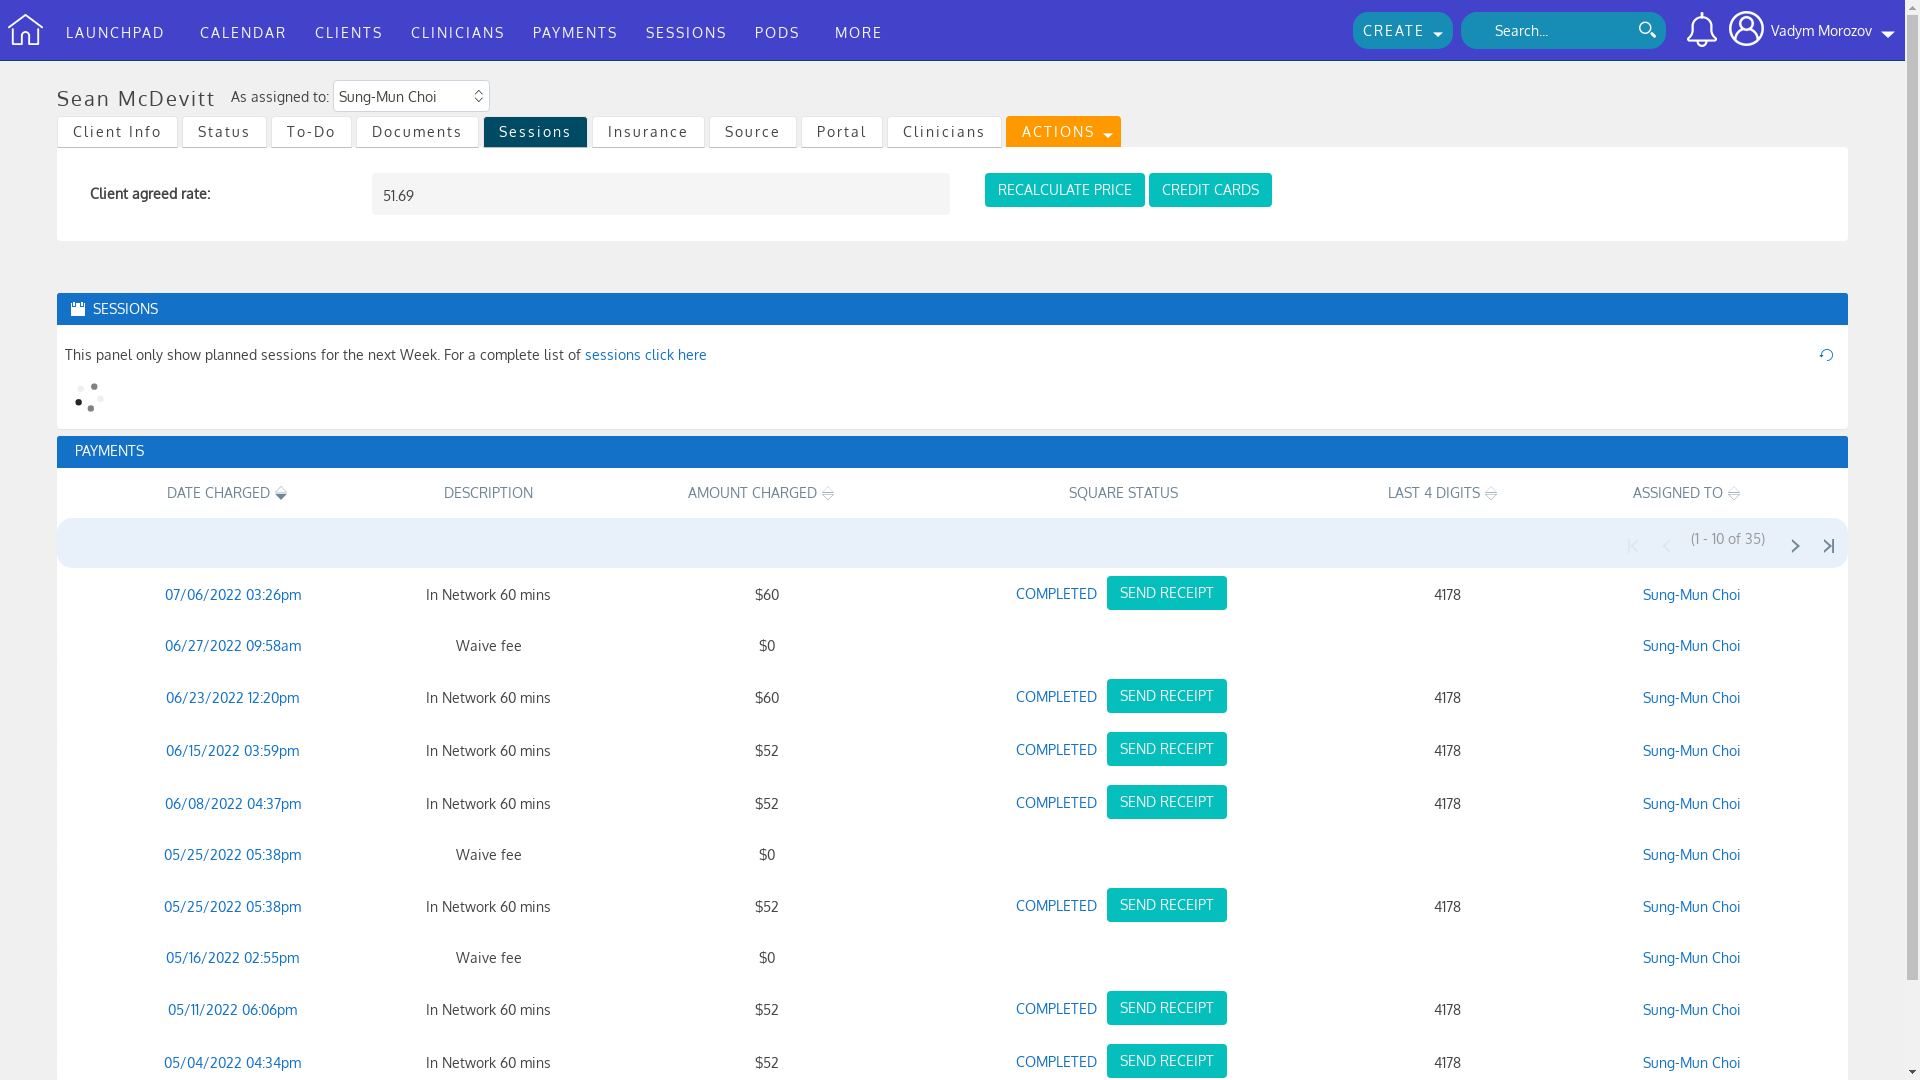 LAUNCHPAD CALENDAR CLIENTS CLINICIANS PAYMENTS SESSIONS PODS MORE CREATE Search... Vadym Morozov
Sean McDevitt As assigned to: Sung-Mun Choi
Client Info Status To-Do Documents Sessions Insurance Source Portal Clinicians ACTIONS
Client agreed rate: 51.69 RECALCULATE PRICE CREDIT CARDS
SESSIONS
This panel only show planned sessions for the next Week. For a complete list of sessions click here
PAYMENTS
DATE CHARGED DESCRIPTION AMOUNT CHARGED SQUARE STATUS LAST 4 DIGITS ASSIGNED TO
(1 - 10 of 35)
07/06/2022 03:26pm In Network 60 mins $60 COMPLETED SEND RECEIPT 4178 Sung-Mun Choi
06/27/2022 09:58am Waive fee $0 Sung-Mun Choi
06/23/2022 12:20pm In Network 60 mins $60 COMPLETED SEND RECEIPT 4178 Sung-Mun Choi
06/15/2022 03:59pm In Network 60 mins $52 COMPLETED SEND RECEIPT 4178 Sung-Mun Choi
06/08/2022 04:37pm In Network 60 mins $52 COMPLETED SEND RECEIPT 4178 Sung-Mun Choi
05/25/2022 05:38pm Waive fee $0 Sung-Mun Choi
05/25/2022 05:38pm In Network 60 mins $52 COMPLETED SEND RECEIPT 4178 Sung-Mun Choi
05/16/2022 02:55pm Waive fee $0 Sung-Mun Choi
05/11/2022 06:06pm In Network 60 mins $52 COMPLETED SEND RECEIPT 4178 Sung-Mun Choi
05/04/2022 04:34pm In Network 60 mins $52 COMPLETED SEND RECEIPT 4178 Sung-Mun Choi